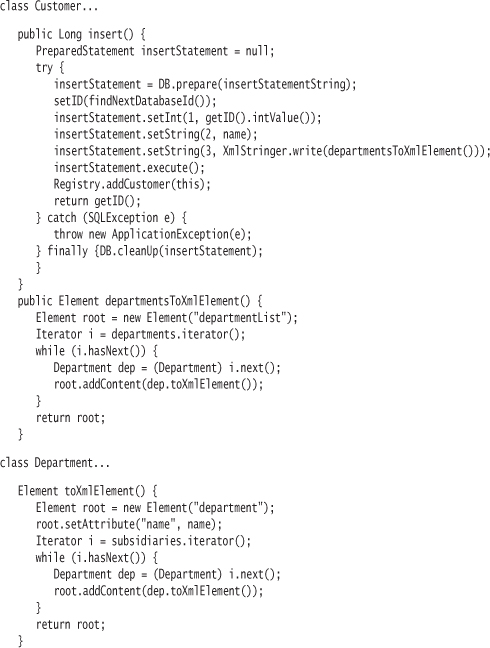 class Customer...
public Long insert() {
PreparedStatement insertStatement = null;
try {
insertStatement = DB.prepare(insertStatementString);
setID(findNextDatabaseId());
insertStatement.setInt(1, getID().intValue());
insertStatement.setString(2, name);
insertStatement.setString(3, XmlStringer.write(departmentsToXmlElement()));
insertStatement.execute();
Registry.addCustomer(this);
return getID();
} catch (SQLException e) {
throw new ApplicationException(e);
} finally {DB.cleanUp(insertStatement);
}
}
public Element departmentsToXmlElement() {
Element root = new Element("departmentList");
Iterator i = departments.iterator();
while (i.hasNext()) {
Department dep = (Department) i.next();
root.addContent(dep.toXmlElement());
}
return root;
}
class Department...
Element toXmlElement() {
Element root = new Element("department");
root.setAttribute("name", name);
Iterator i = subsidiaries.iterator();
while (i.hasNext()) {
Department dep = (Department) i.next();
root.addContent(dep.toXmlElement());
}
return root;
}